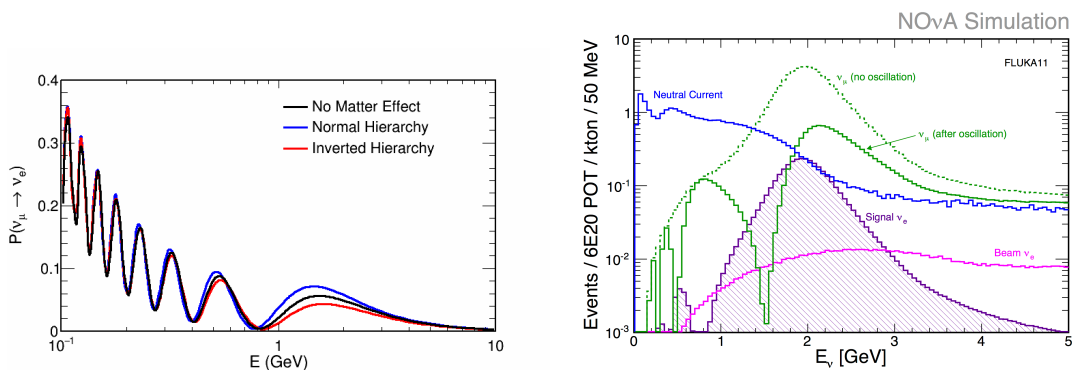 0.4
0.3
0.2
0.1
0
P(νμ → νe)
No Matter Effect
Normal Hierarchy
Inverted Hierarchy
10⁻¹
1
10
E (GeV)
NOνA Simulation
10
1
10⁻¹
10⁻²
10⁻³
Events / 6E20 POT / kton / 50 MeV
FLUKA11
νμ (no oscillation)
Neutral Current
νμ (after oscillation)
Signal νe
Beam νe
0
1
2
3
4
5
Eν [GeV]